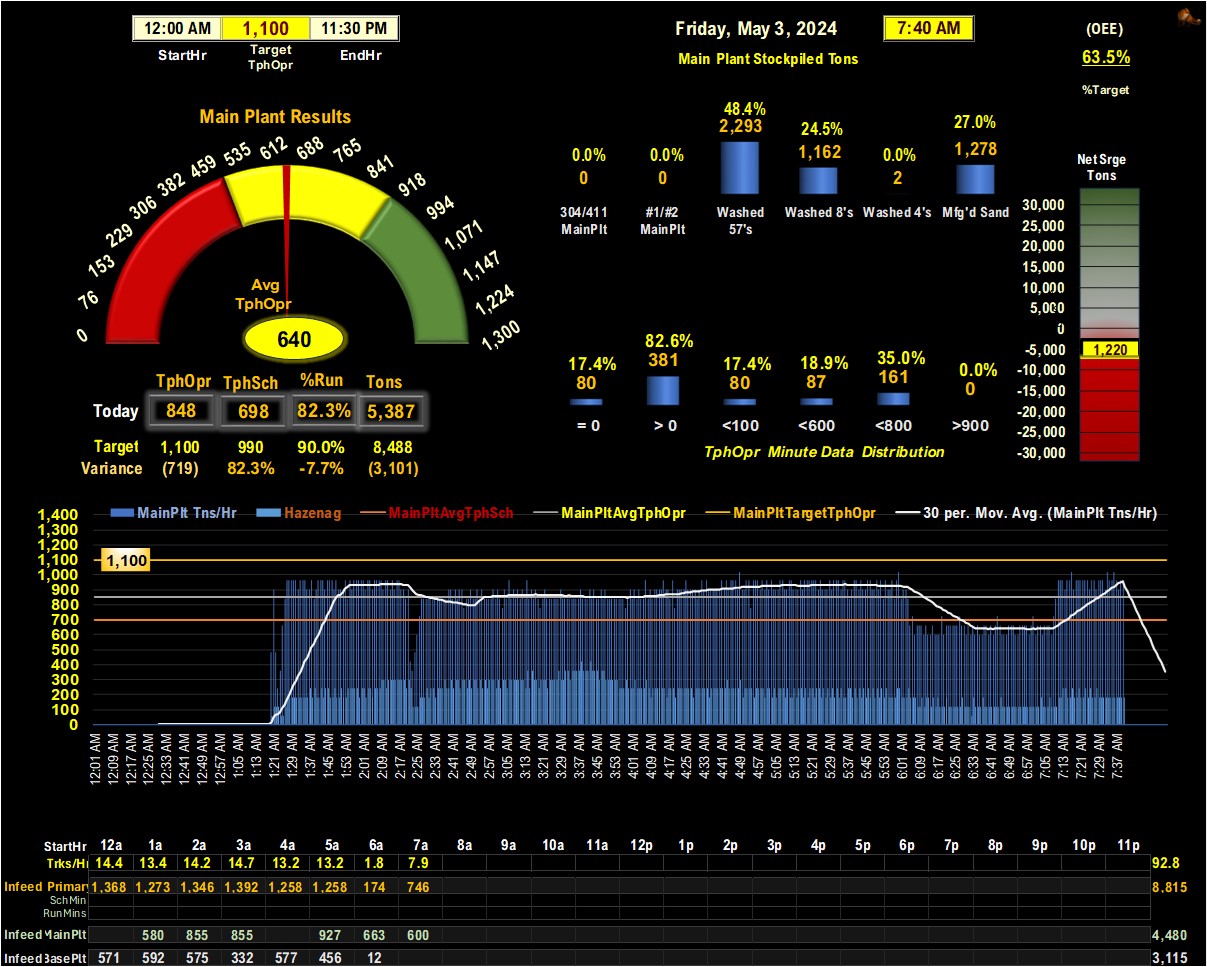 12:00 AM 1,100 11:30 PM
StartHr Target TphOpr EndHr
Friday, May 3, 2024 7:40 AM
Main Plant Stockpiled Tons
(OEE)
63.5%
%Target
Main Plant Results
0 76 153 229 306 382 459 535 612 688 765 841 918 994 1,071 1,147 1,224 1,300
Avg
TphOpr
640
TphOpr TphSch %Run Tons
Today 848 698 82.3% 5,387
Target 1,100 990 90.0% 8,488
Variance (719) 82.3% -7.7% (3,101)
0.0% 0.0% 48.4% 24.5% 0.0% 27.0%
0 0 2,293 1,162 2 1,278
304/411 MainPlt #1/#2 MainPlt Washed 57's Washed 8's Washed 4's Mfg'd Sand
17.4% 82.6% 17.4% 18.9% 35.0% 0.0%
80 381 80 87 161 0
= 0 > 0 <100 <600 <800 >900
TphOpr Minute Data Distribution
Net Srge
Tons
30,000
25,000
20,000
15,000
10,000
5,000
0
-5,000
1,220
-10,000
-15,000
-20,000
-25,000
-30,000
MainPlt Tns/Hr Hazenag MainPltAvgTphSch MainPltAvgTphOpr MainPltTargetTphOpr 30 per. Mov. Avg. (MainPlt Tns/Hr)
1,400
1,300
1,200
1,100 1,100
1,000
900
800
700
600
500
400
300
200
100
0
12:01 AM 12:09 AM 12:17 AM 12:25 AM 12:33 AM 12:41 AM 12:49 AM 12:57 AM 1:05 AM 1:13 AM 1:21 AM 1:29 AM 1:37 AM 1:45 AM 1:53 AM 2:01 AM 2:09 AM 2:17 AM 2:25 AM 2:33 AM 2:41 AM 2:49 AM 2:57 AM 3:05 AM 3:13 AM 3:21 AM 3:29 AM 3:37 AM 3:45 AM 3:53 AM 4:01 AM 4:09 AM 4:17 AM 4:25 AM 4:33 AM 4:41 AM 4:49 AM 4:57 AM 5:05 AM 5:13 AM 5:21 AM 5:29 AM 5:37 AM 5:45 AM 5:53 AM 6:01 AM 6:09 AM 6:17 AM 6:25 AM 6:33 AM 6:41 AM 6:49 AM 6:57 AM 7:05 AM 7:13 AM 7:21 AM 7:29 AM 7:37 AM
StartHr 12a 1a 2a 3a 4a 5a 6a 7a 8a 9a 10a 11a 12p 1p 2p 3p 4p 5p 6p 7p 8p 9p 10p 11p
Trks/Hr 14.4 13.4 14.2 14.7 13.2 13.2 1.8 7.9 92.8
Infeed Primary 1,368 1,273 1,346 1,392 1,258 1,258 174 746 8,815
Sch Min
Run Mins
Infeed MainPlt 580 855 855 927 663 600 4,480
Infeed BasePlt 571 592 575 332 577 456 12 3,115